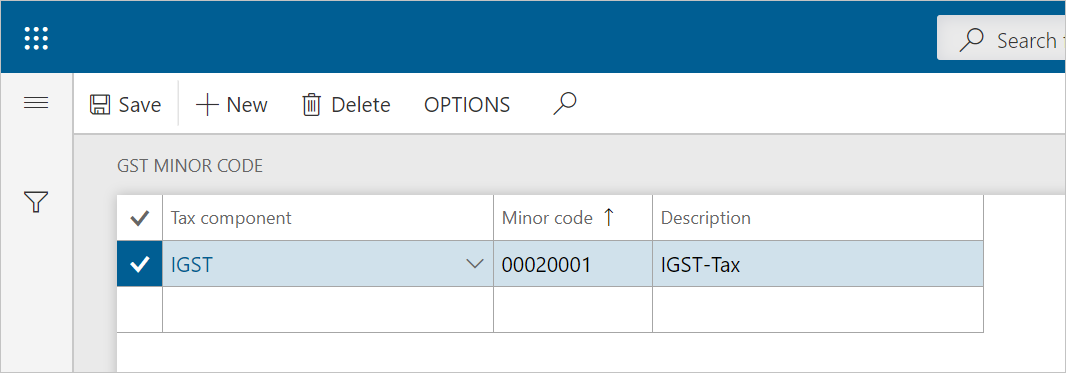 Search
Save New Delete OPTIONS
GST MINOR CODE
Tax component Minor code Description
IGST 00020001 IGST-Tax